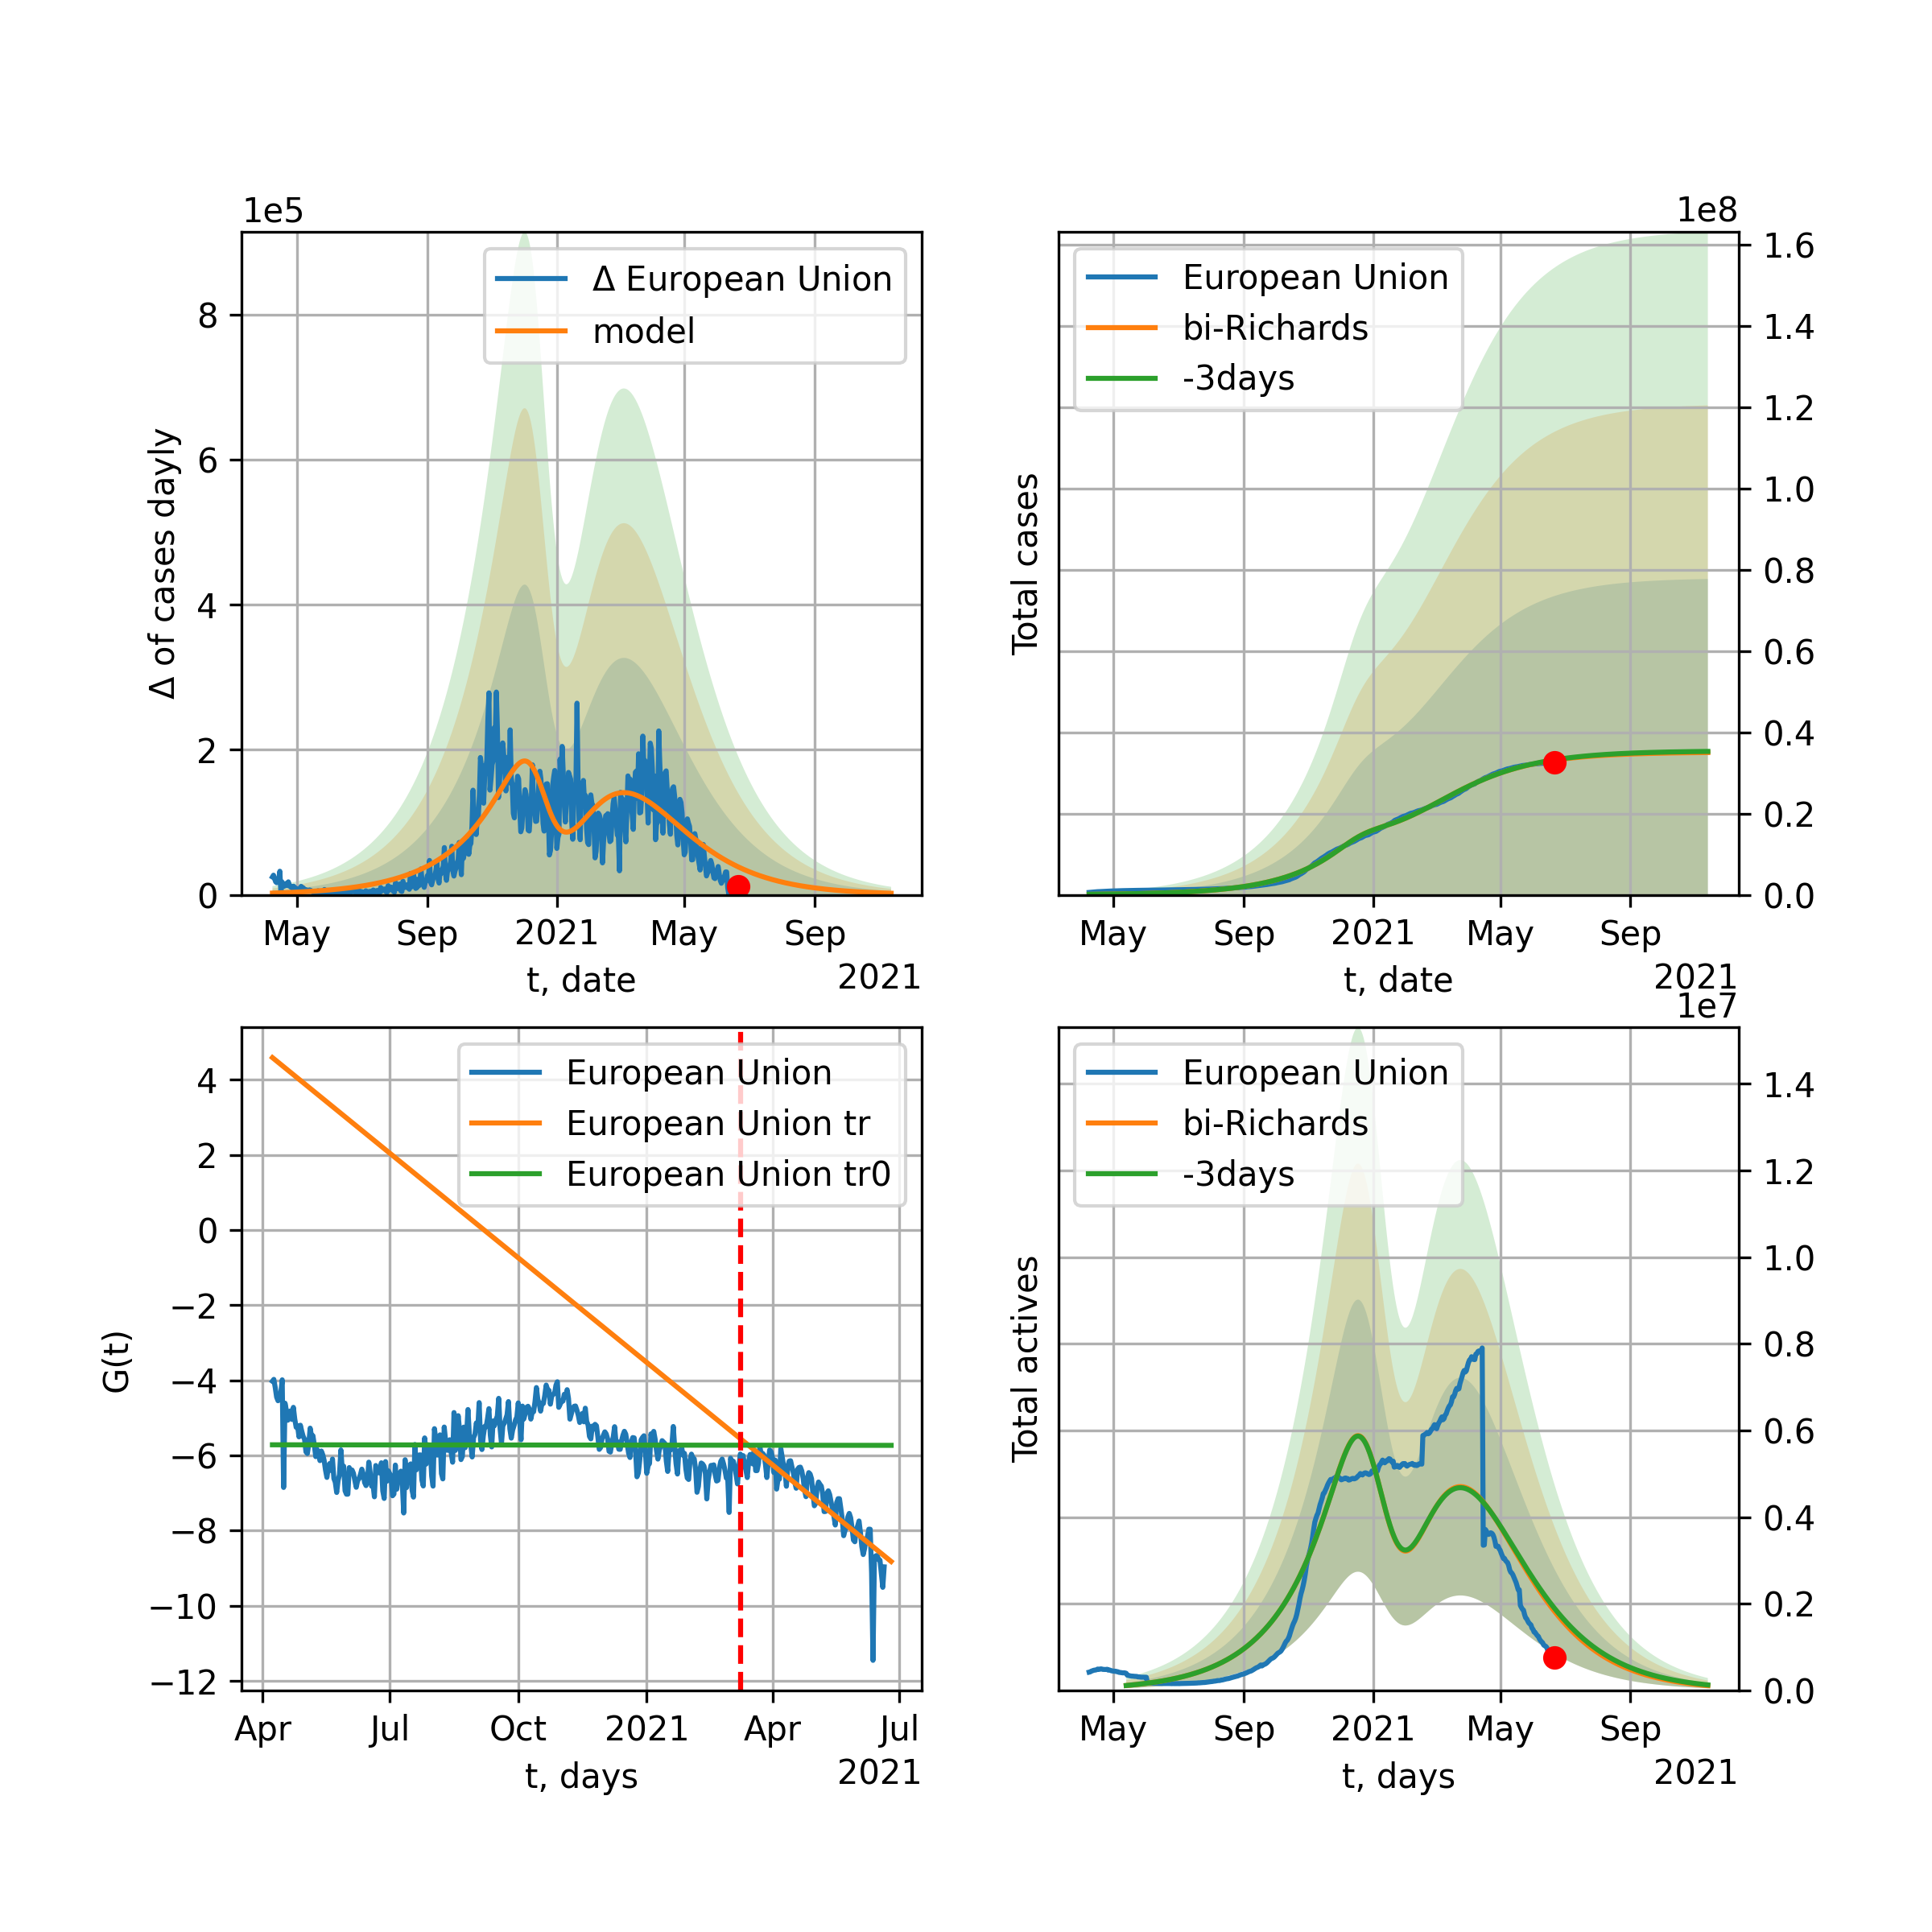 1e5
Δ European Union
model
8
6
4
2
0
Δ of cases dayly
May Sep 2021 May Sep
t, date
2021
1e8
European Union
bi-Richards
-3days
1.6
1.4
1.2
1.0
0.8
0.6
0.4
0.2
0.0
Total cases
May Sep 2021 May Sep
t, date
2021
European Union
European Union tr
European Union tr0
4
2
0
−2
−4
−6
−8
−10
−12
G(t)
Apr Jul Oct 2021 Apr Jul
t, days
2021
1e7
European Union
bi-Richards
-3days
1.4
1.2
1.0
0.8
0.6
0.4
0.2
0.0
Total actives
May Sep 2021 May Sep
t, days
2021